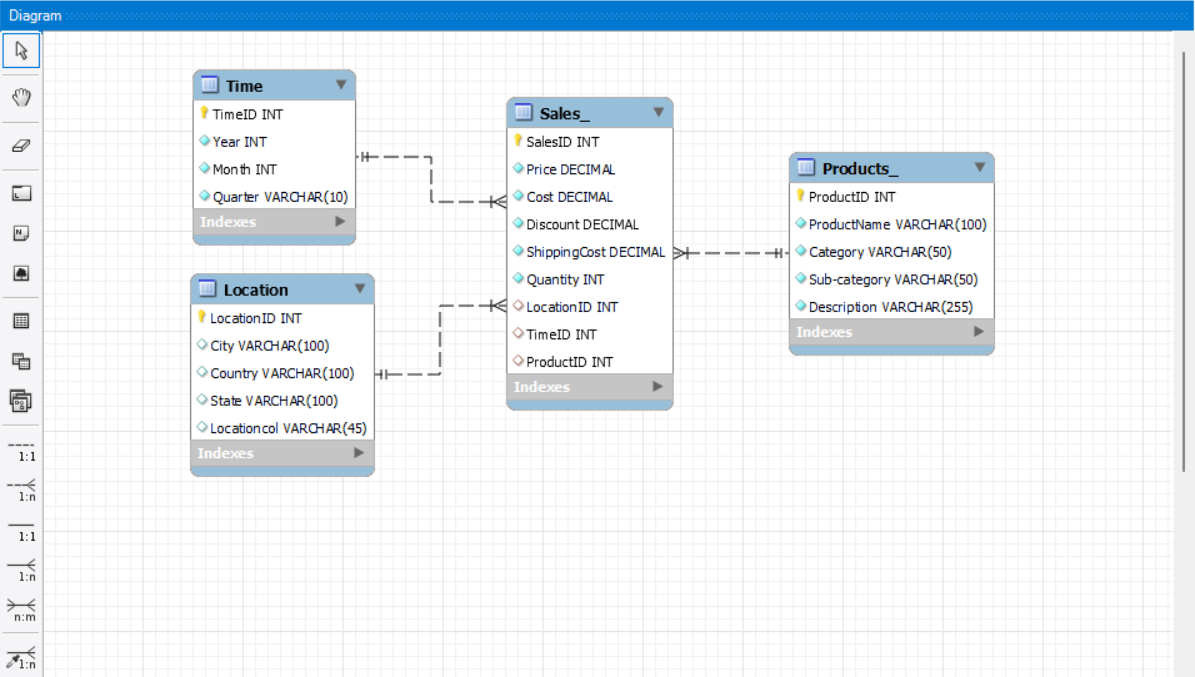 Diagram
Time
TimeID INT
Year INT
Month INT
Quarter VARCHAR(10)
Indexes
Location
LocationID INT
City VARCHAR(100)
Country VARCHAR(100)
State VARCHAR(100)
Locationcol VARCHAR(45)
Indexes
Sales_
SalesID INT
Price DECIMAL
Cost DECIMAL
Discount DECIMAL
ShippingCost DECIMAL
Quantity INT
LocationID INT
TimeID INT
ProductID INT
Indexes
Products_
ProductID INT
ProductName VARCHAR(100)
Category VARCHAR(50)
Sub-category VARCHAR(50)
Description VARCHAR(255)
Indexes
1:1
1:n
1:1
1:n
n:m
1:n